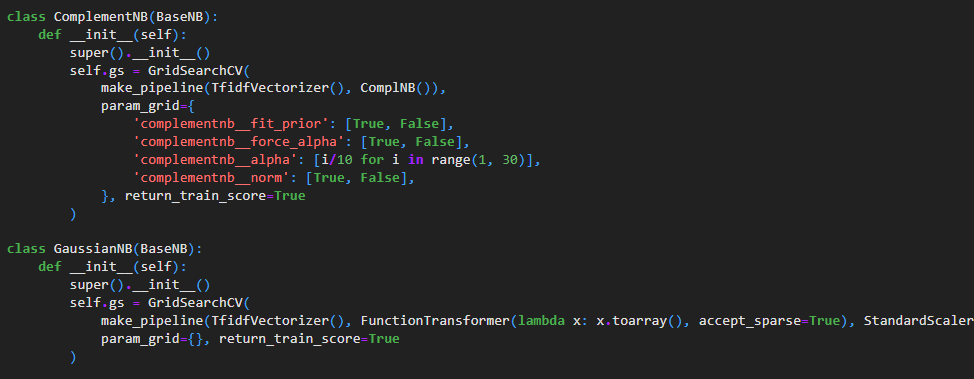 class ComplementNB(BaseNB):
    def __init__(self):
        super().__init__()
        self.gs = GridSearchCV(
            make_pipeline(TfidfVectorizer(), ComplNB()),
            param_grid={
                'complementnb__fit_prior': [True, False],
                'complementnb__force_alpha': [True, False],
                'complementnb__alpha': [i/10 for i in range(1, 30)],
                'complementnb__norm': [True, False],
            }, return_train_score=True
        )
class GaussianNB(BaseNB):
    def __init__(self):
        super().__init__()
        self.gs = GridSearchCV(
            make_pipeline(TfidfVectorizer(), FunctionTransformer(lambda x: x.toarray(), accept_sparse=True), StandardScaler
            param_grid={}, return_train_score=True
        )